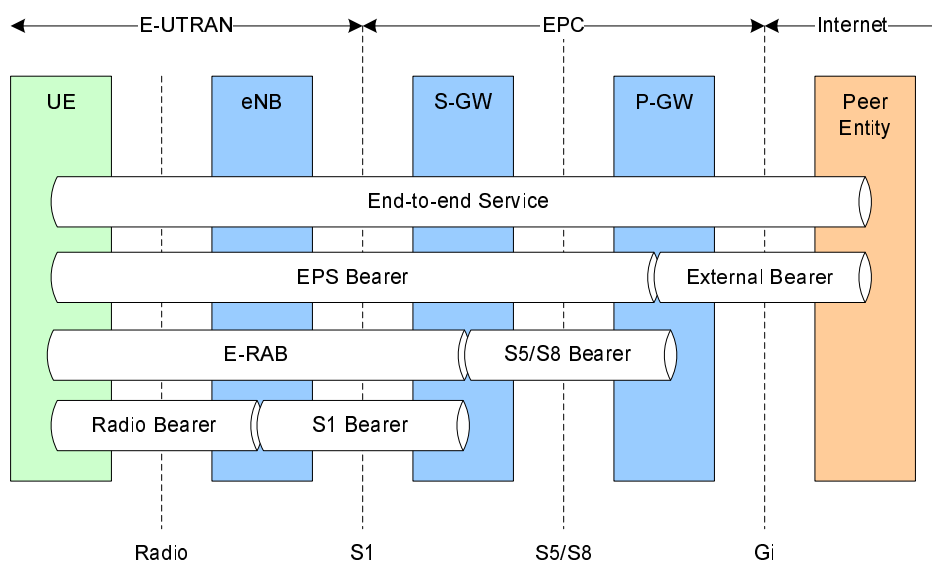 E-UTRAN EPC Internet
UE eNB S-GW P-GW Peer
Entity
End-to-end Service
EPS Bearer External Bearer
E-RAB S5/S8 Bearer
Radio Bearer S1 Bearer
Radio S1 S5/S8 Gi